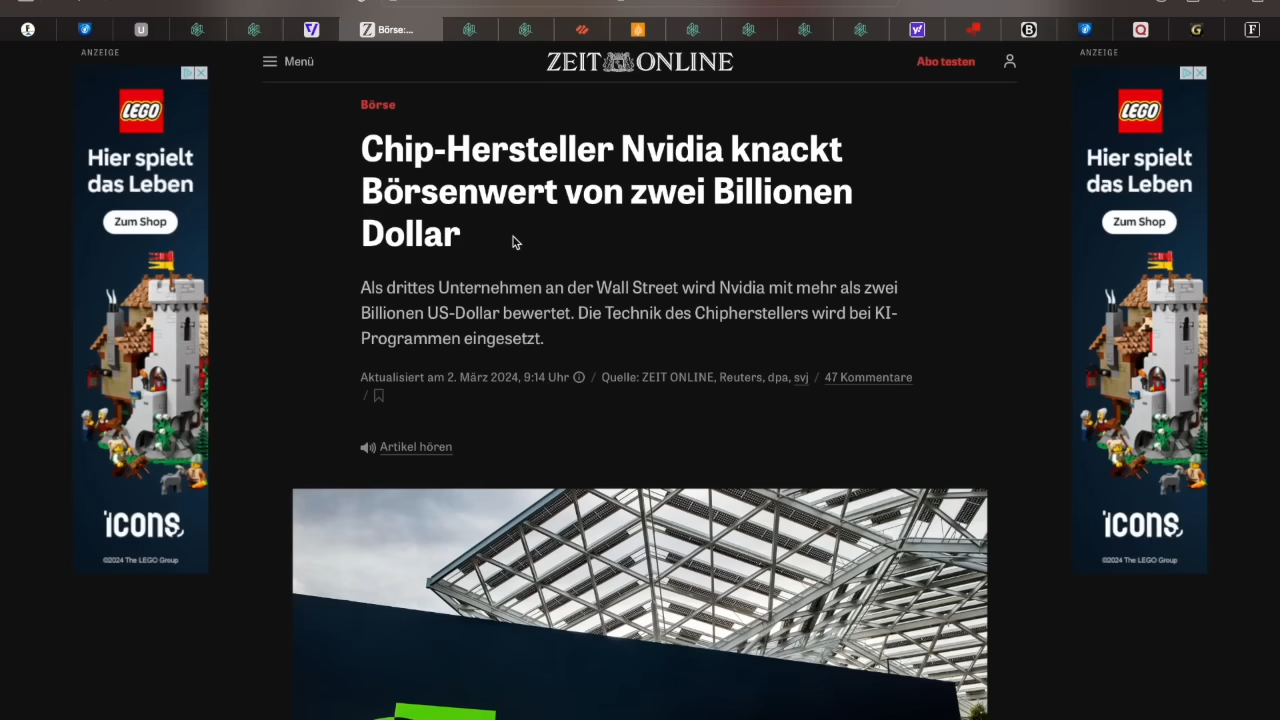 Börse:...
ANZEIGE
LEGO
Hier spielt
das Leben
Zum Shop
icons.
©2024 The LEGO Group
Menü
ZEIT ONLINE
Abo testen
Börse
Chip-Hersteller Nvidia knackt
Börsenwert von zwei Billionen
Dollar
Als drittes Unternehmen an der Wall Street wird Nvidia mit mehr als zwei
Billionen US-Dollar bewertet. Die Technik des Chipherstellers wird bei KI-
Programmen eingesetzt.
Aktualisiert am 2. März 2024, 9:14 Uhr / Quelle: ZEIT ONLINE, Reuters, dpa, svj / 47 Kommentare
/
Artikel hören
ANZEIGE
LEGO
Hier spielt
das Leben
Zum Shop
icons.
©2024 The LEGO Group